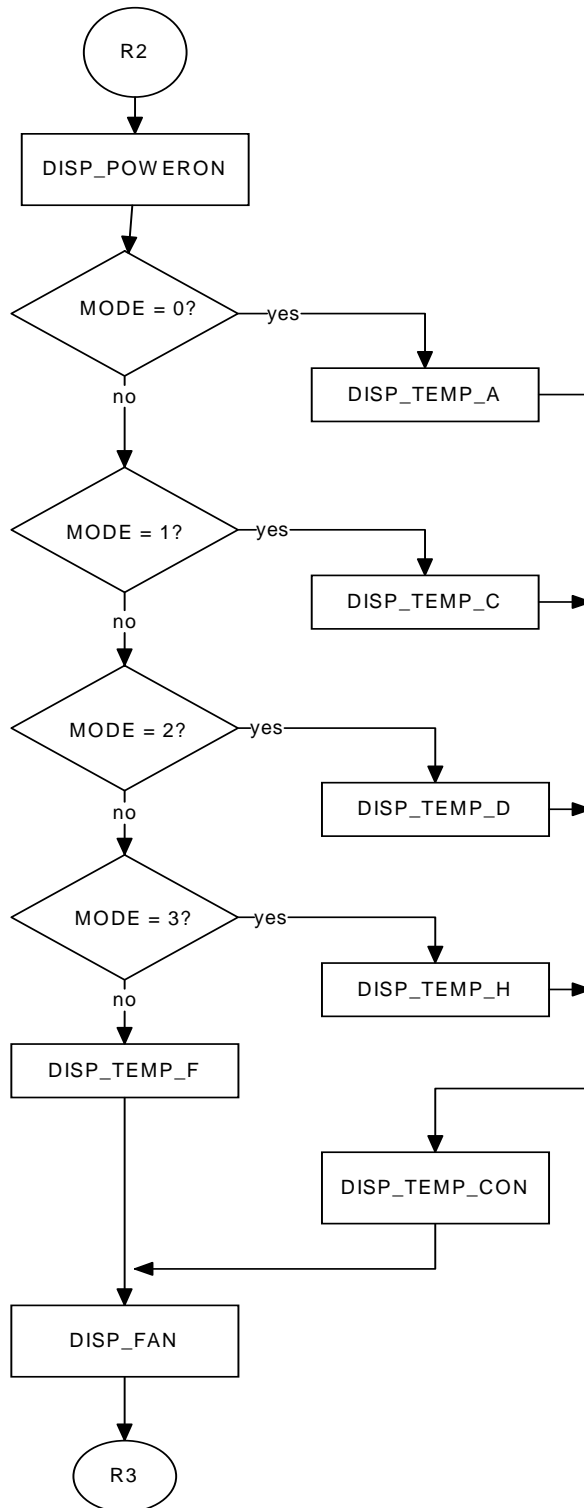 R2
DISP_POWERON
MODE = 0?
yes
DISP_TEMP_A
no
MODE = 1?
yes
DISP_TEMP_C
no
MODE = 2?
yes
DISP_TEMP_D
no
MODE = 3?
yes
DISP_TEMP_H
no
DISP_TEMP_F
DISP_TEMP_CON
DISP_FAN
R3